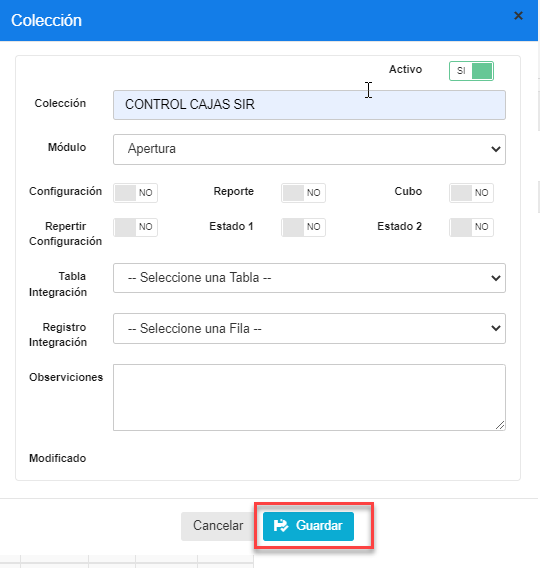 Colección
×
Activo SI
Colección CONTROL CAJAS SIR
Módulo Apertura
Configuración NO Reporte NO Cubo NO
Repertir Configuración NO Estado 1 NO Estado 2 NO
Tabla Integración -- Seleccione una Tabla --
Registro Integración -- Seleccione una Fila --
Observiciones
Modificado
Cancelar Guardar